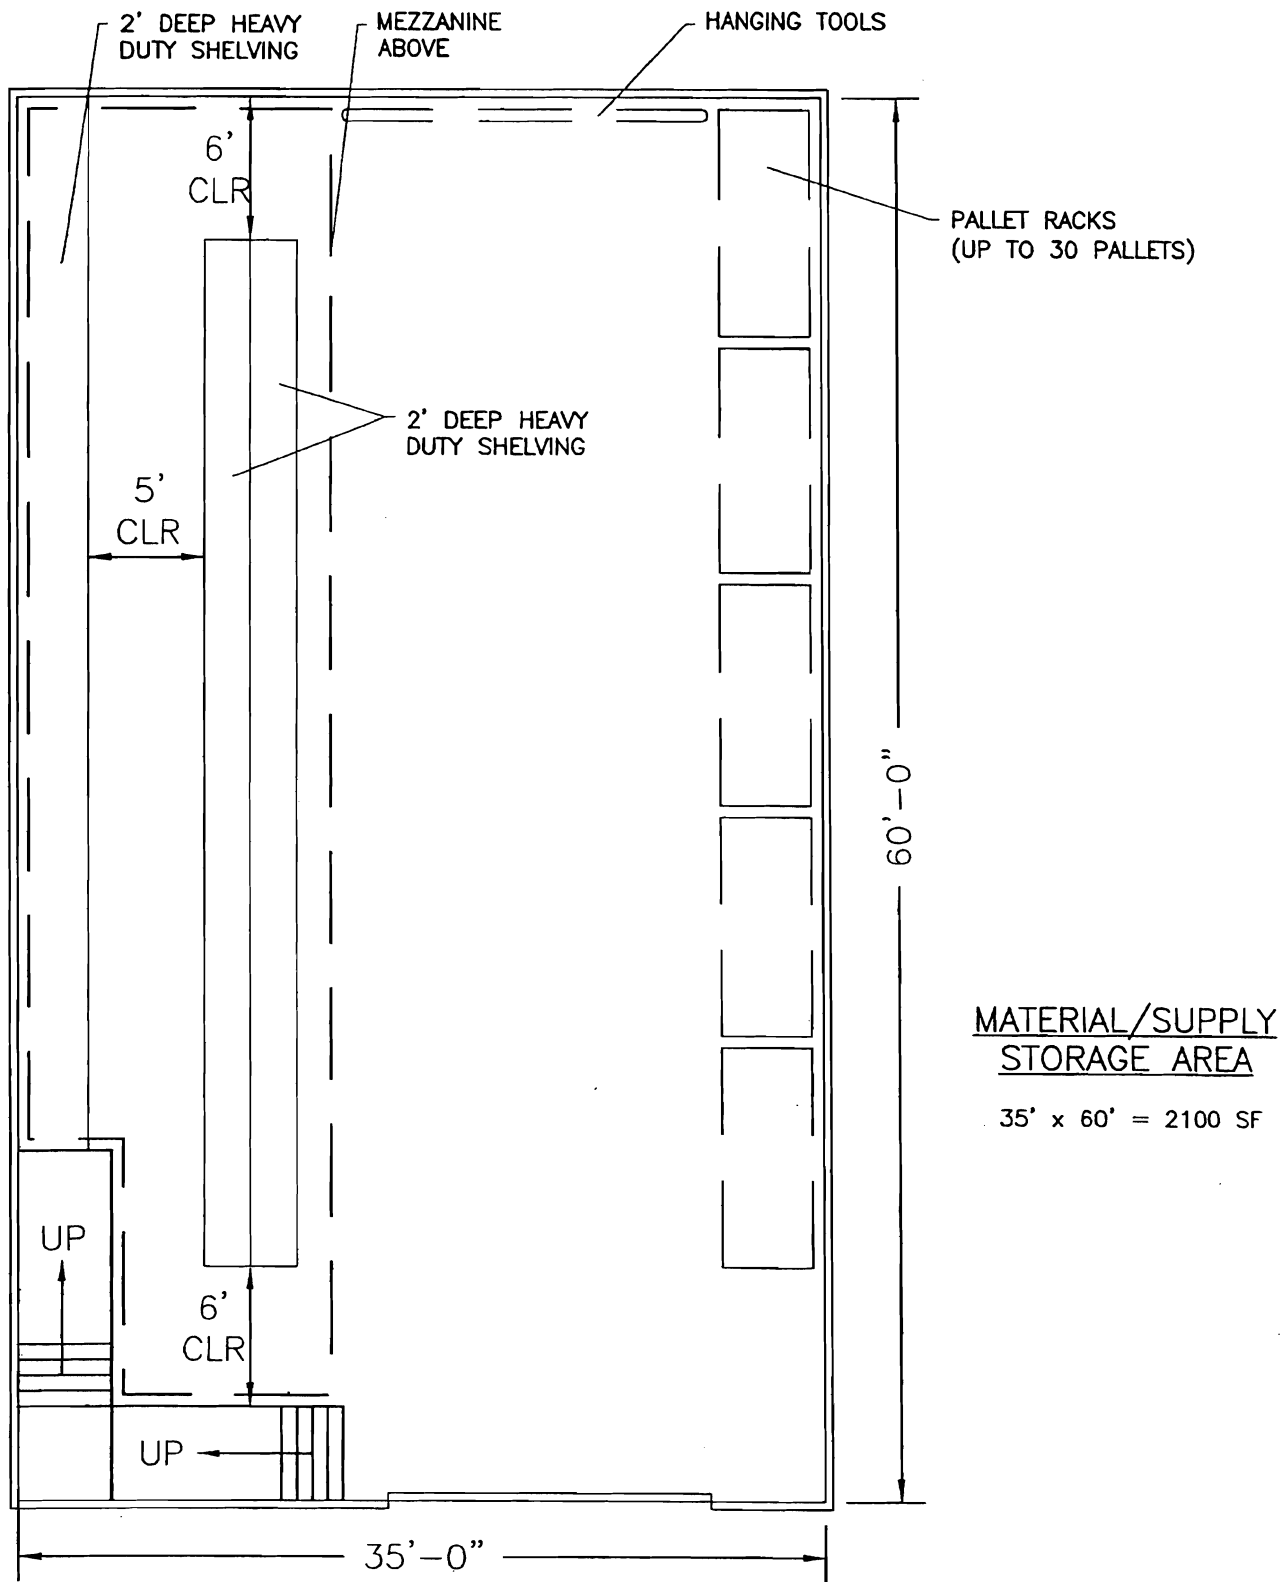 2' DEEP HEAVY
DUTY SHELVING
MEZZANINE
ABOVE
HANGING TOOLS
6'
CLR
PALLET RACKS
(UP TO 30 PALLETS)
2' DEEP HEAVY
DUTY SHELVING
5'
CLR
60'-0"
MATERIAL/SUPPLY
STORAGE AREA
35' x 60' = 2100 SF
UP
6'
CLR
UP
35'-0"